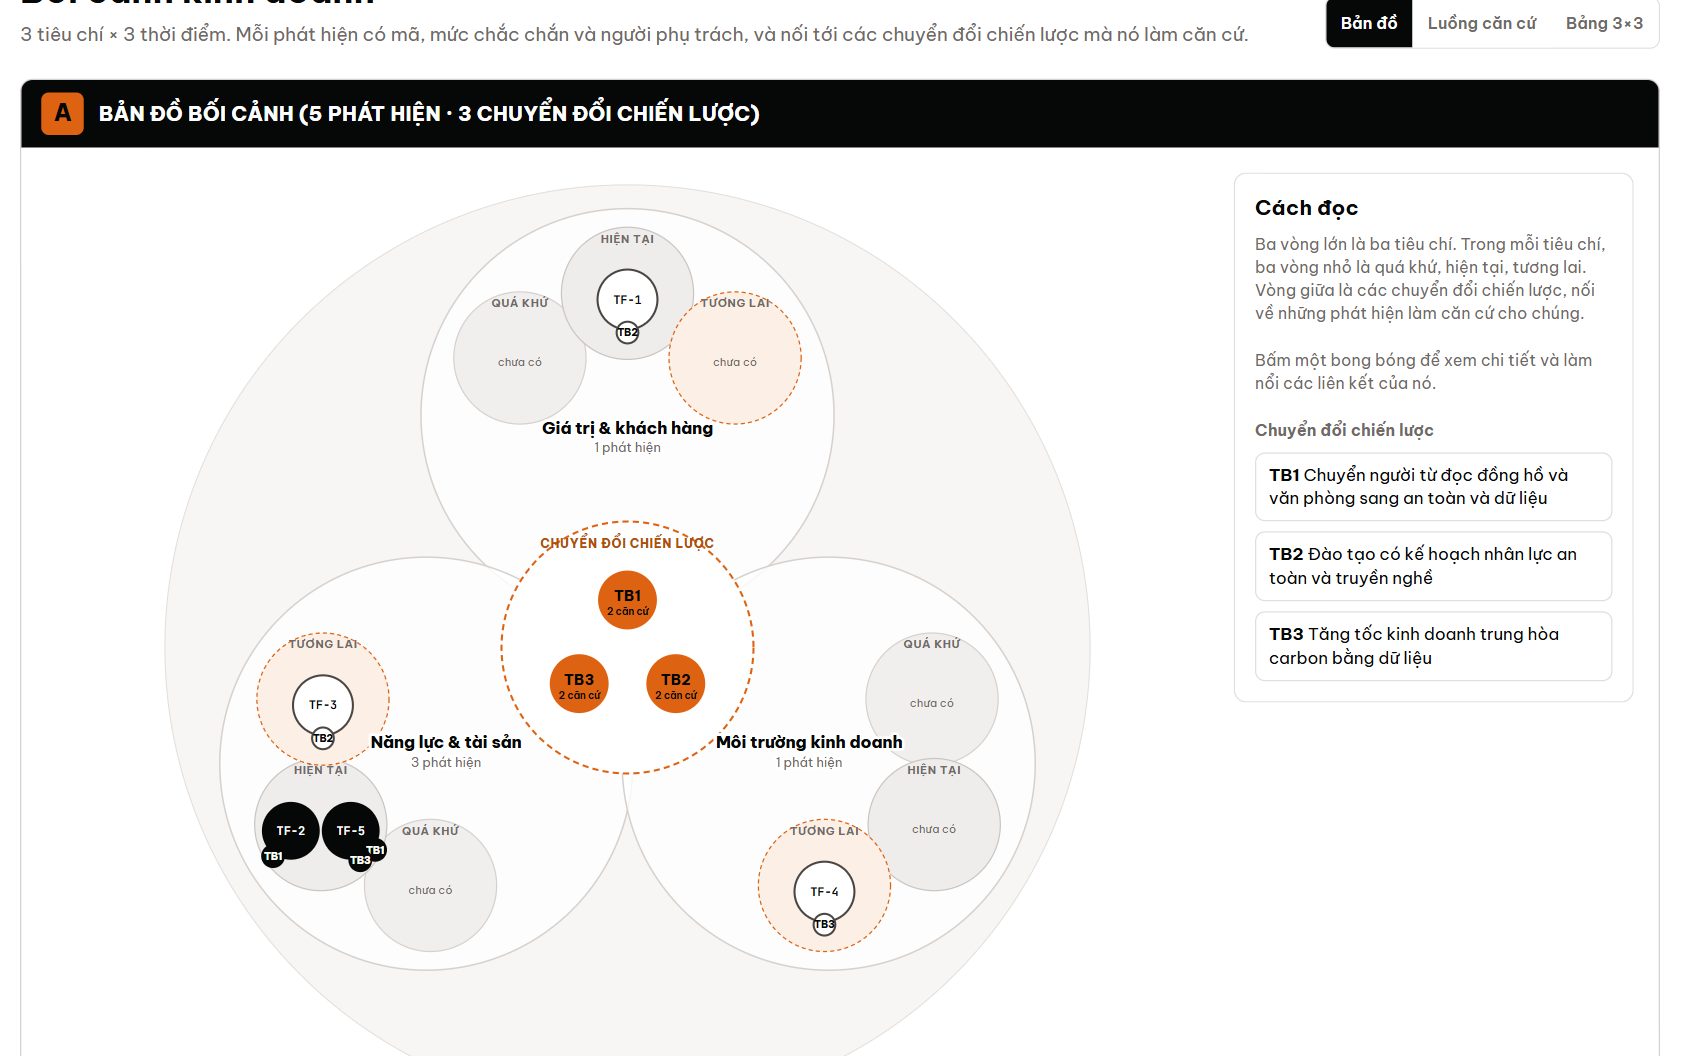 Bối cảnh kinh doanh
3 tiêu chí × 3 thời điểm. Mỗi phát hiện có mã, mức chắc chắn và người phụ trách, và nối tới các chuyển đổi chiến lược mà nó làm căn cứ.
Bản đồ
Luồng căn cứ
Bảng 3×3
A
BẢN ĐỒ BỐI CẢNH (5 PHÁT HIỆN · 3 CHUYỂN ĐỔI CHIẾN LƯỢC)
HIỆN TẠI
TF-1
TB2
QUÁ KHỨ
chưa có
TƯƠNG LAI
chưa có
Giá trị & khách hàng
1 phát hiện
CHUYỂN ĐỔI CHIẾN LƯỢC
TB1
2 căn cứ
TB3
2 căn cứ
TB2
2 căn cứ
TƯƠNG LAI
TF-3
TB2
Năng lực & tài sản
3 phát hiện
HIỆN TẠI
TF-2
TB1
TF-5
TB1
TB3
QUÁ KHỨ
chưa có
QUÁ KHỨ
chưa có
Môi trường kinh doanh
1 phát hiện
HIỆN TẠI
chưa có
TƯƠNG LAI
TF-4
TB3
Cách đọc
Ba vòng lớn là ba tiêu chí. Trong mỗi tiêu chí,
ba vòng nhỏ là quá khứ, hiện tại, tương lai.
Vòng giữa là các chuyển đổi chiến lược, nối
về những phát hiện làm căn cứ cho chúng.
Bấm một bong bóng để xem chi tiết và làm
nổi các liên kết của nó.
Chuyển đổi chiến lược
TB1 Chuyển người từ đọc đồng hồ và
văn phòng sang an toàn và dữ liệu
TB2 Đào tạo có kế hoạch nhân lực an
toàn và truyền nghề
TB3 Tăng tốc kinh doanh trung hòa
carbon bằng dữ liệu